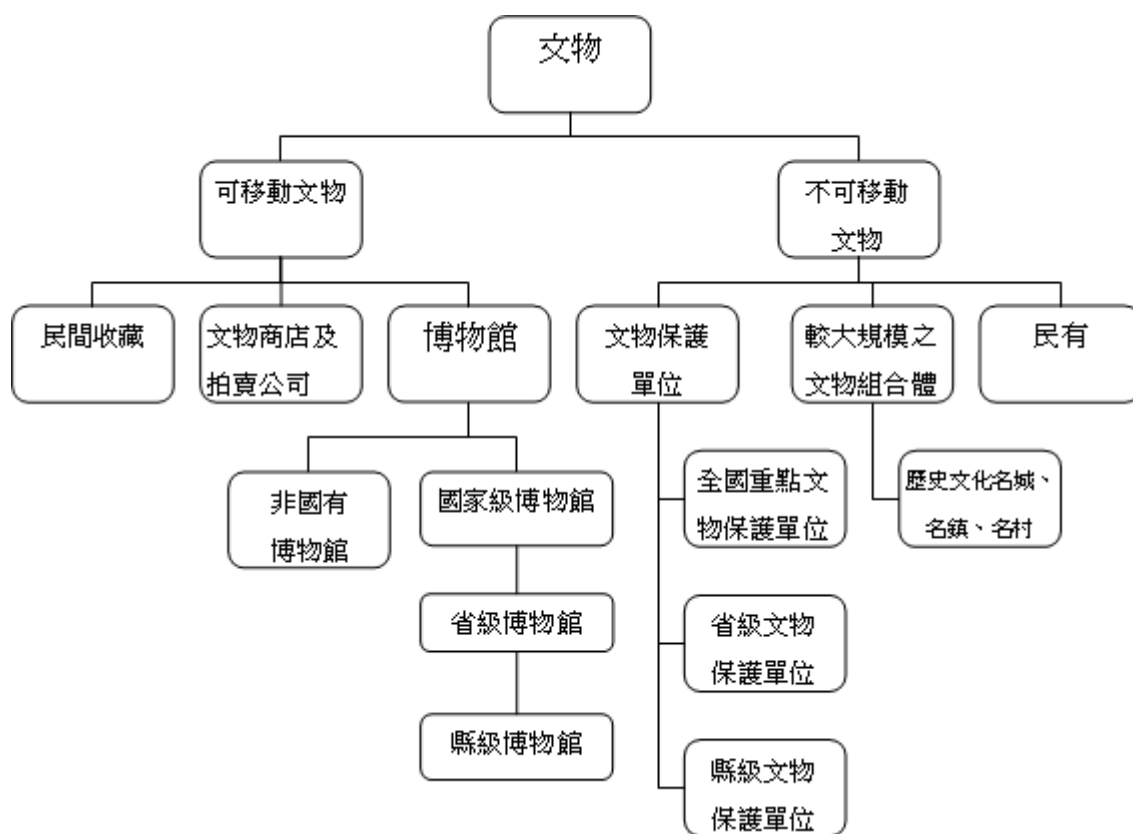 文物
可移動文物
不可移動
文物
民間收藏
文物商店及
拍賣公司
博物館
文物保護
單位
較大規模之
文物組合體
民有
非國有
博物館
國家級博物館
省級博物館
縣級博物館
全國重點文
物保護單位
省級文物
保護單位
縣級文物
保護單位
歷史文化名城、
名鎮、名村